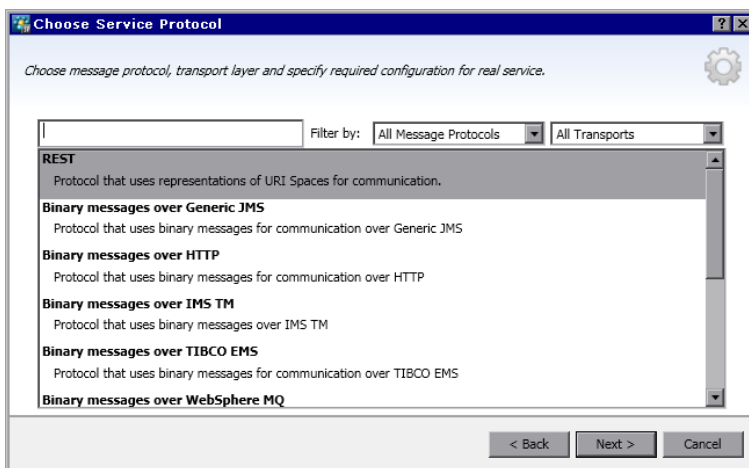 Choose Service Protocol
Choose message protocol, transport layer and specify required configuration for real service.
Filter by: All Message Protocols All Transports
REST
Protocol that uses representations of URI Spaces for communication.
Binary messages over Generic JMS
Protocol that uses binary messages for communication over Generic JMS
Binary messages over HTTP
Protocol that uses binary messages for communication over HTTP
Binary messages over IMS TM
Protocol that uses binary messages over IMS TM
Binary messages over TIBCO EMS
Protocol that uses binary messages for communication over TIBCO EMS
Binary messages over WebSphere MQ
< Back Next > Cancel